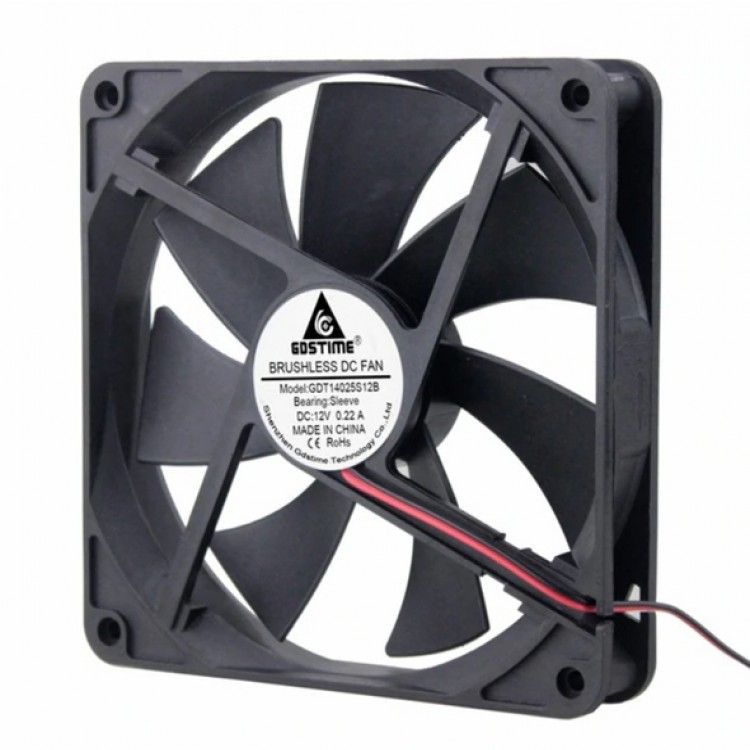 GDSTIME®
BRUSHLESS DC FAN
Model:GDT14025S12B
Bearing:Sleeve
DC:12V 0.22 A
MADE IN CHINA
CE RoHs
Shenzhen Gdstime Technology Co.,Ltd